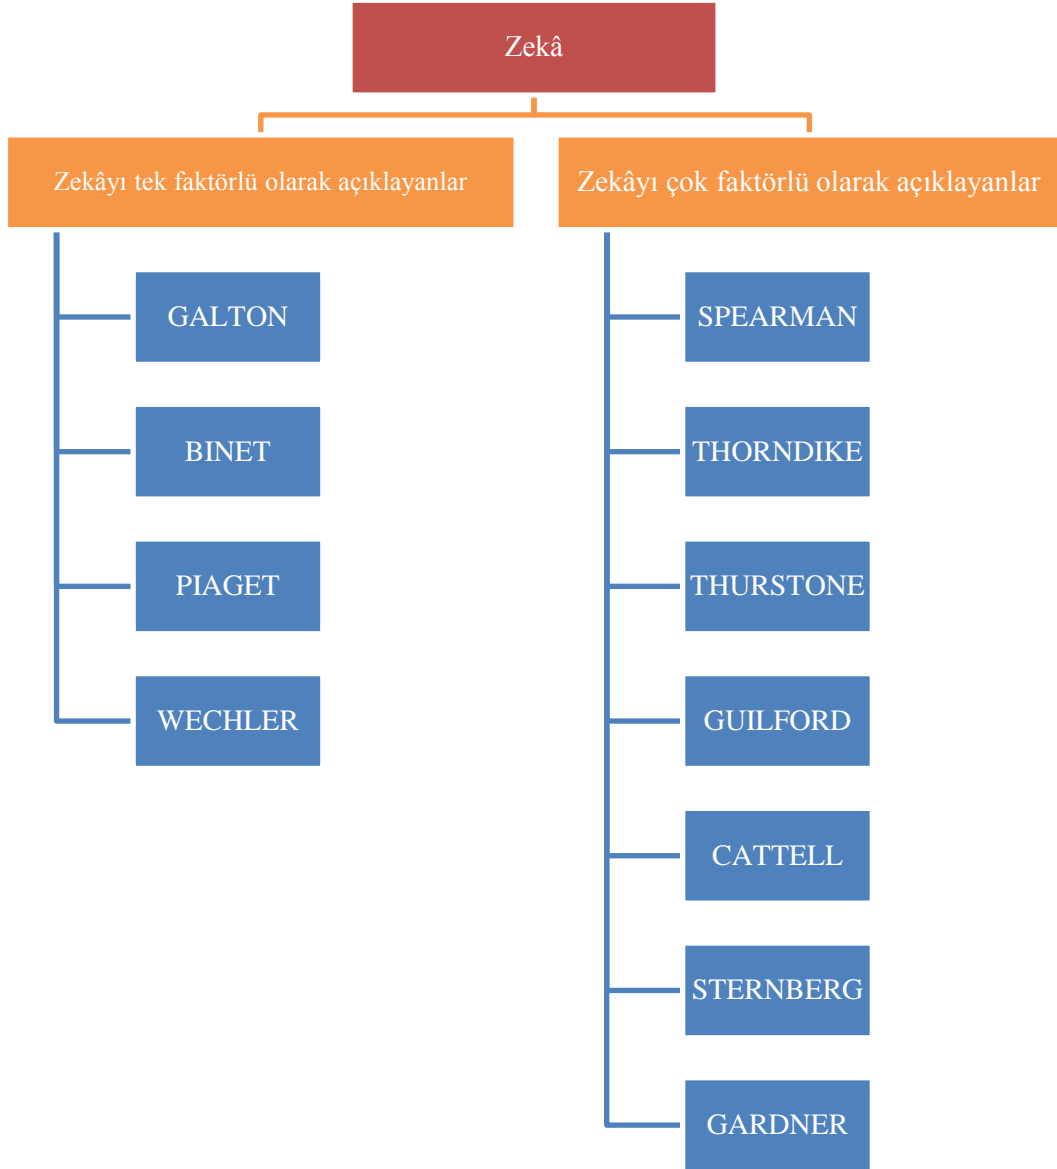 Zekâ
Zekâyı tek faktörlü olarak açıklayanlar
GALTON
BINET
PIAGET
WECHLER
Zekâyı çok faktörlü olarak açıklayanlar
SPEARMAN
THORNDIKE
THURSTONE
GUILFORD
CATTELL
STERNBERG
GARDNER